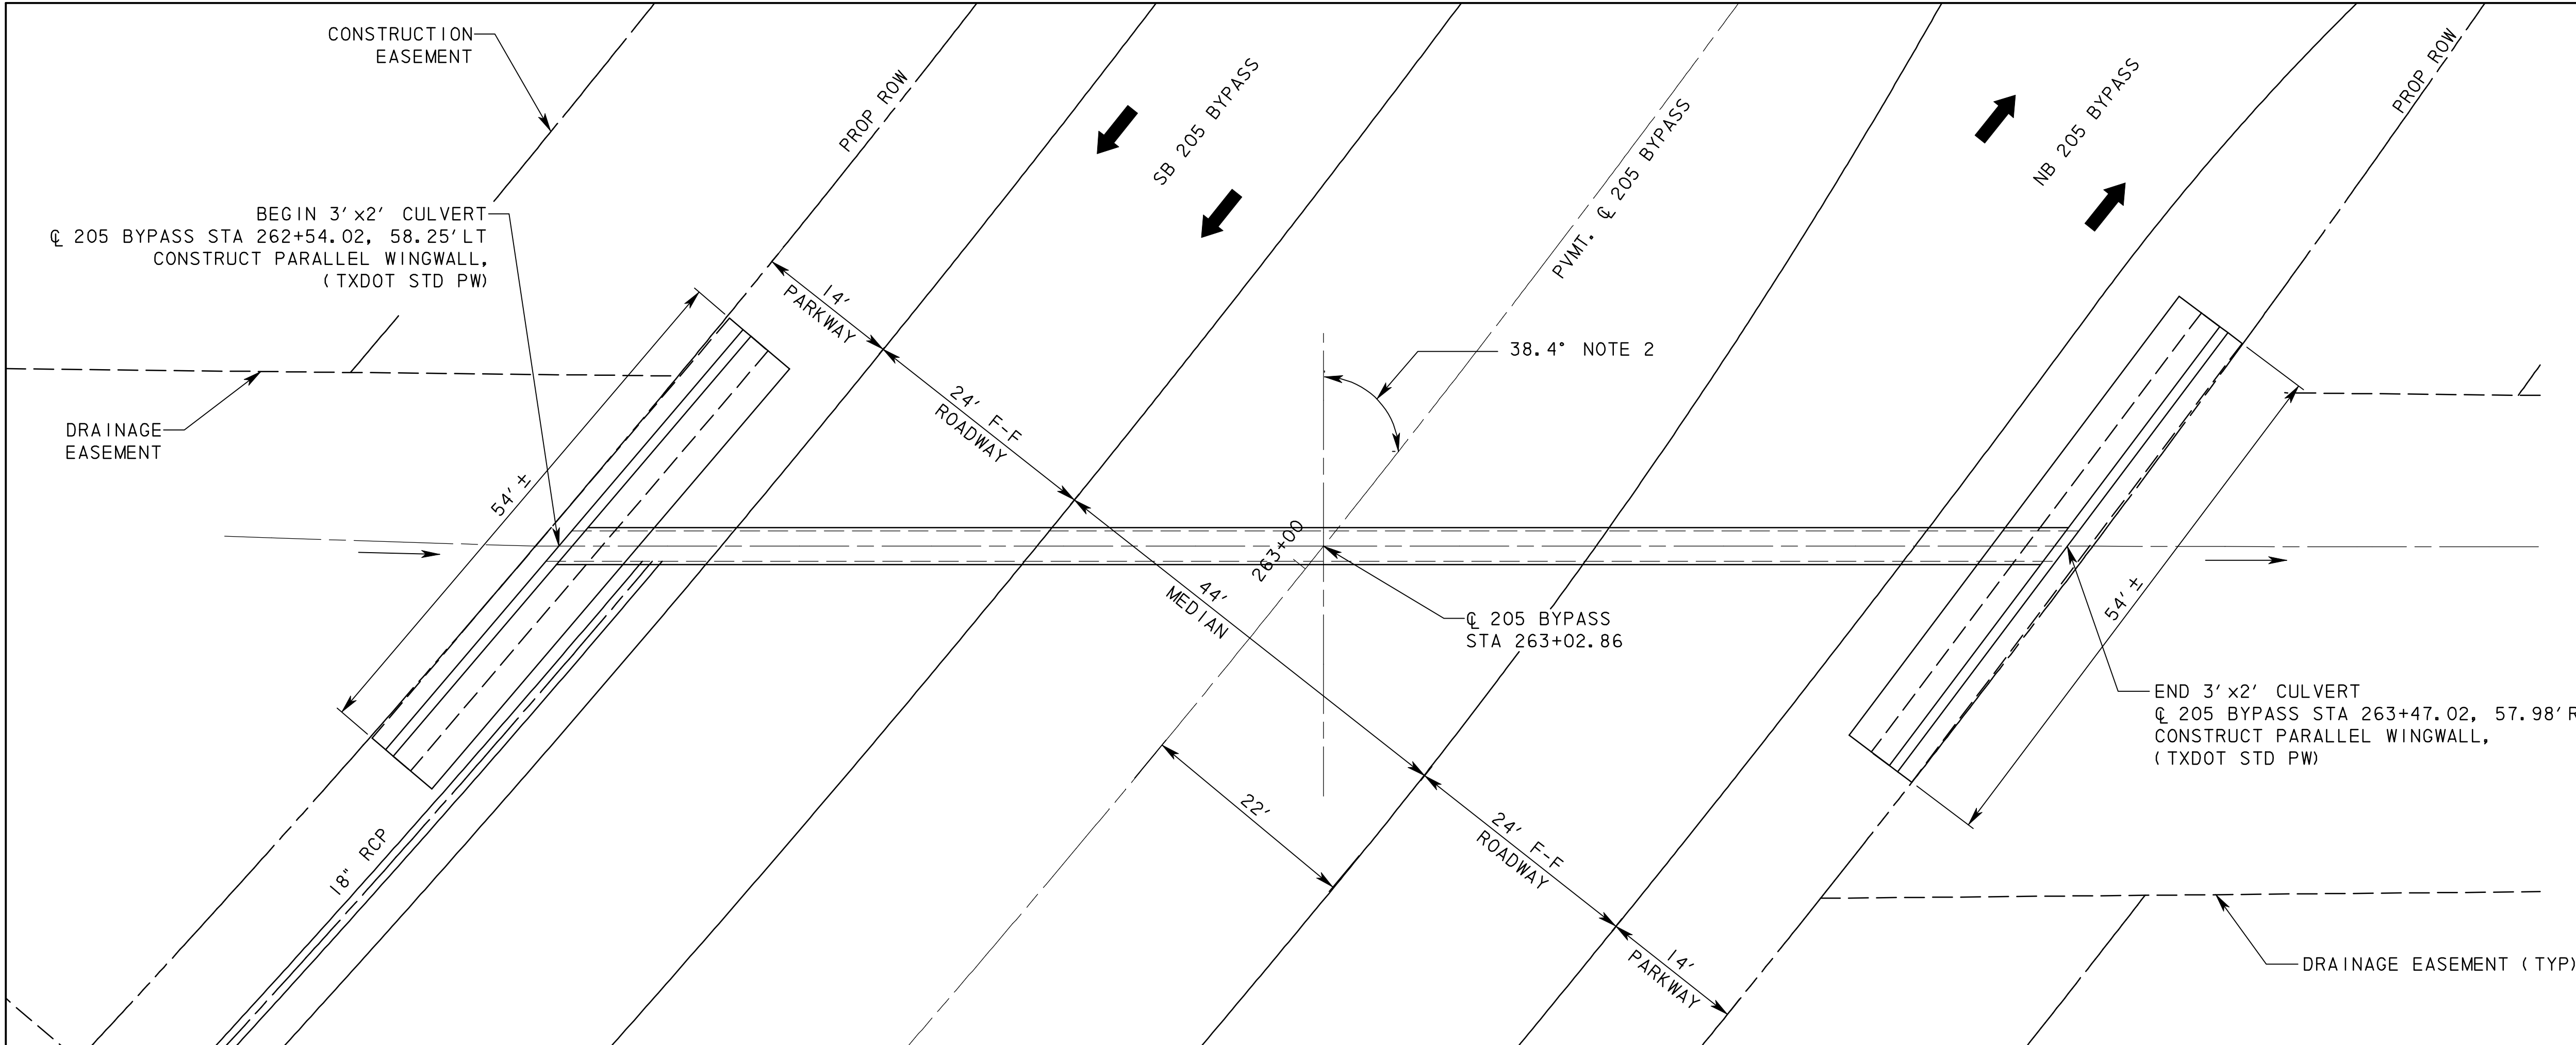 CONSTRUCTION
EASEMENT
PROP ROW
SB 205 BYPASS
PVMT. ℄ 205 BYPASS
NB 205 BYPASS
PROP ROW
BEGIN 3'x2' CULVERT
℄ 205 BYPASS STA 262+54.02, 58.25'LT
CONSTRUCT PARALLEL WINGWALL,
(TXDOT STD PW)
14'
PARKWAY
38.4° NOTE 2
DRAINAGE
EASEMENT
24' F-F
ROADWAY
54'±
263+00
44'
MEDIAN
℄ 205 BYPASS
STA 263+02.86
54'±
END 3'x2' CULVERT
℄ 205 BYPASS STA 263+47.02, 57.98'R
CONSTRUCT PARALLEL WINGWALL,
(TXDOT STD PW)
22'
18" RCP
24' F-F
ROADWAY
14'
PARKWAY
DRAINAGE EASEMENT (TYP)